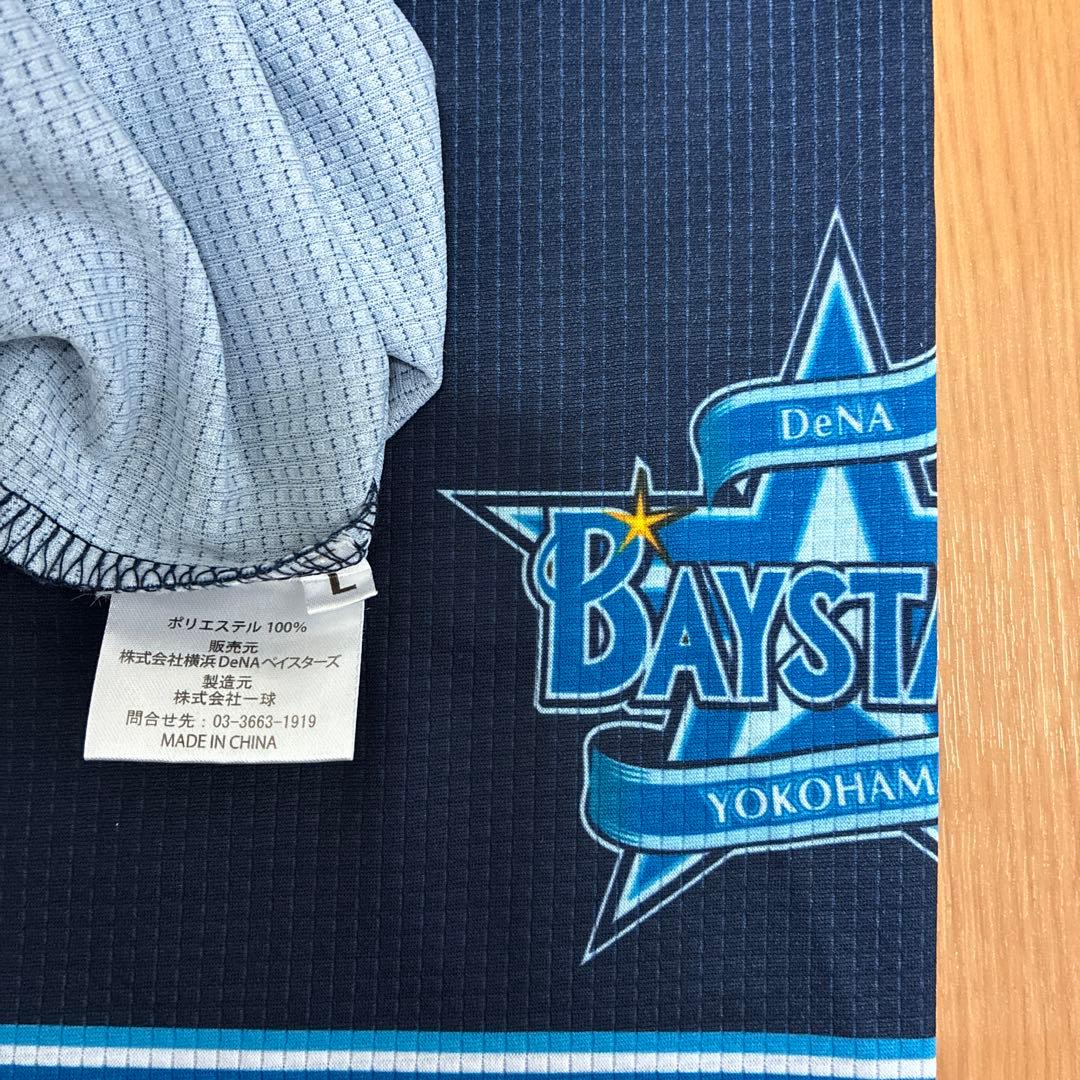 DeNA
BAYSTA
YOKOHAM
L
ポリエステル 100%
販売元
株式会社横浜DeNAベイスターズ
製造元
株式会社一球
問合せ先：03-3663-1919
MADE IN CHINA